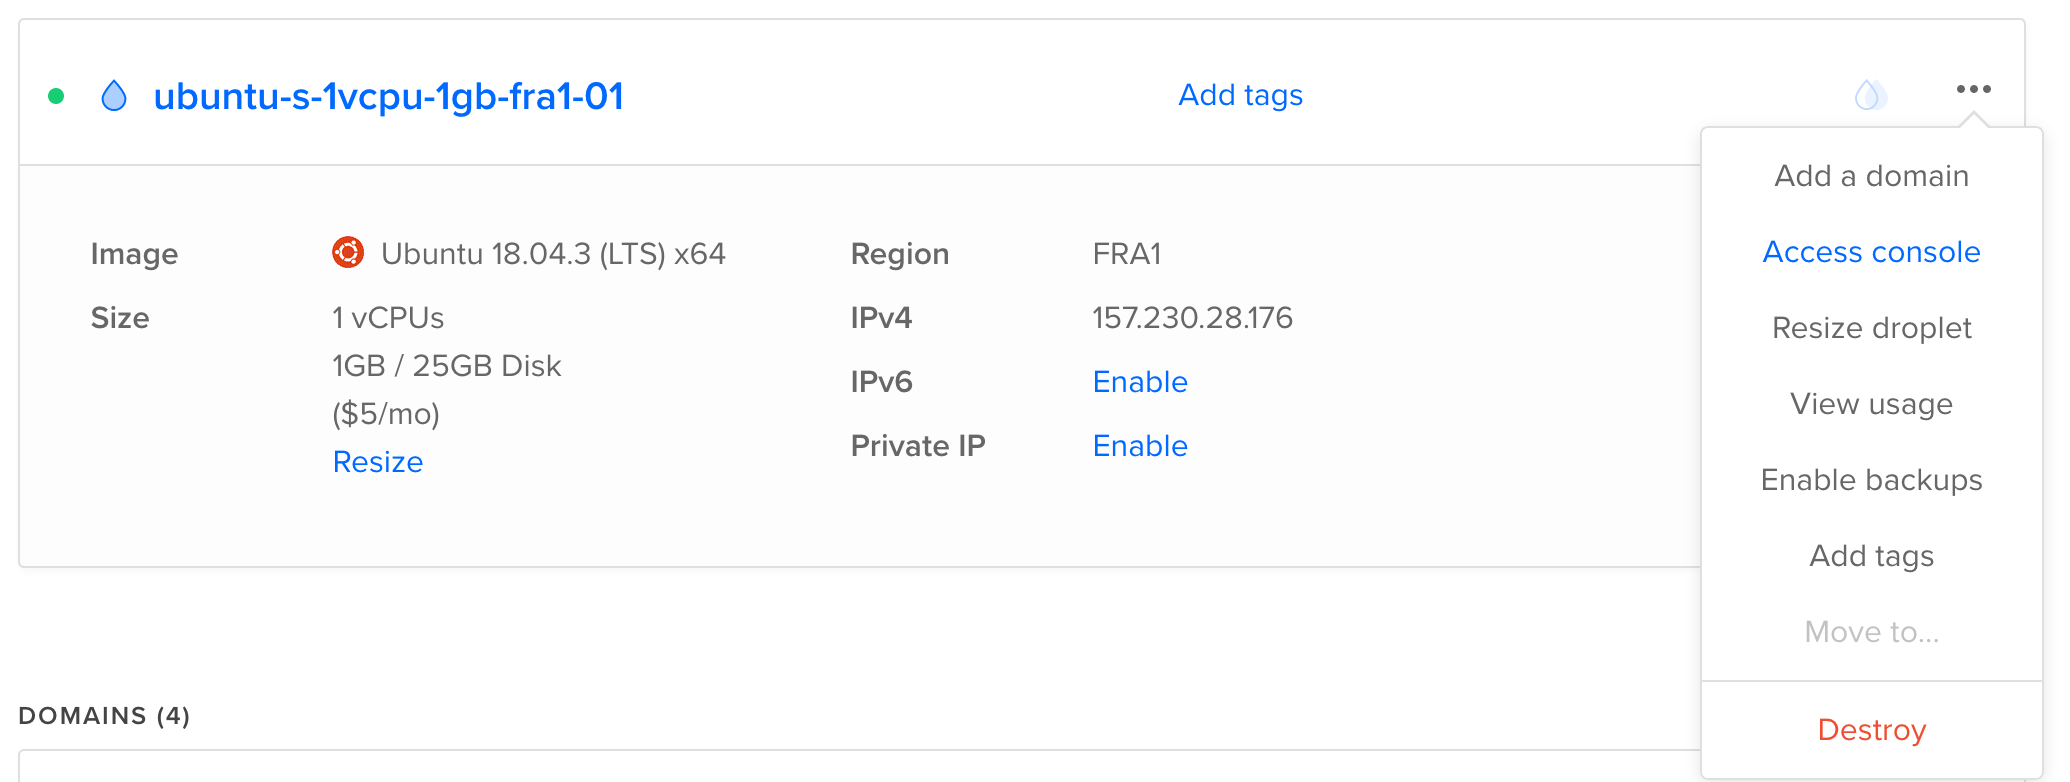 ubuntu-s-1vcpu-1gb-fra1-01
Add tags
Image
Ubuntu 18.04.3 (LTS) x64
Size
1 vCPUs
1GB / 25GB Disk
($5/mo)
Resize
Region
FRA1
IPv4
157.230.28.176
IPv6
Enable
Private IP
Enable
Add a domain
Access console
Resize droplet
View usage
Enable backups
Add tags
Move to...
Destroy
DOMAINS (4)